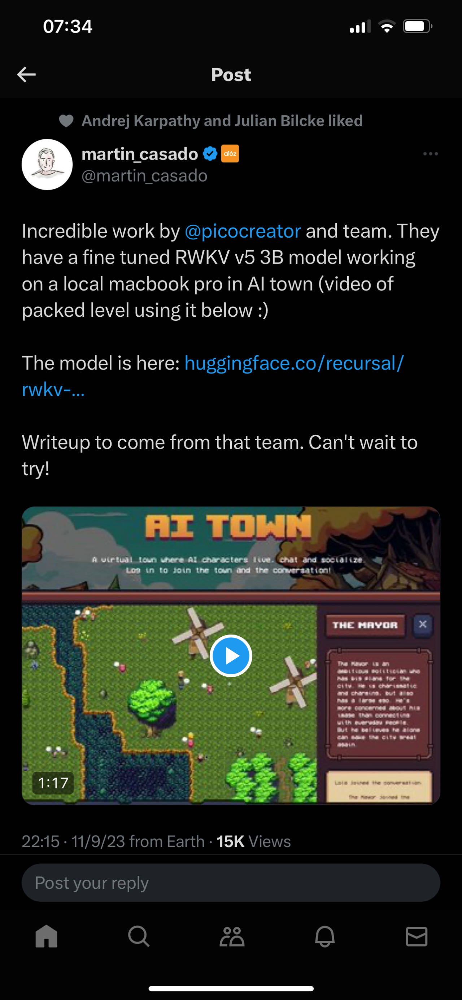 07:34
Post
Andrej Karpathy and Julian Bilcke liked
martin_casado a16z
@martin_casado
Incredible work by @picocreator and team. They
have a fine tuned RWKV v5 3B model working
on a local macbook pro in AI town (video of
packed level using it below :)
The model is here: huggingface.co/recursal/
rwkv-...
Writeup to come from that team. Can't wait to
try!
AI TOWN
A virtual town where AI characters live, chat and socialize.
Log in to join the town and the conversation!
THE MAYOR
The Mayor is an
ambitious politician who
has big plans for the
city. He is charismatic
and charming, but also
has a large ego. He's
more concerned about his
image than connecting
with everyday people.
But he believes he alone
can make the city great
again.
Lola joined the conversation.
The Mayor joined the
1:17
22:15 · 11/9/23 from Earth · 15K Views
Post your reply